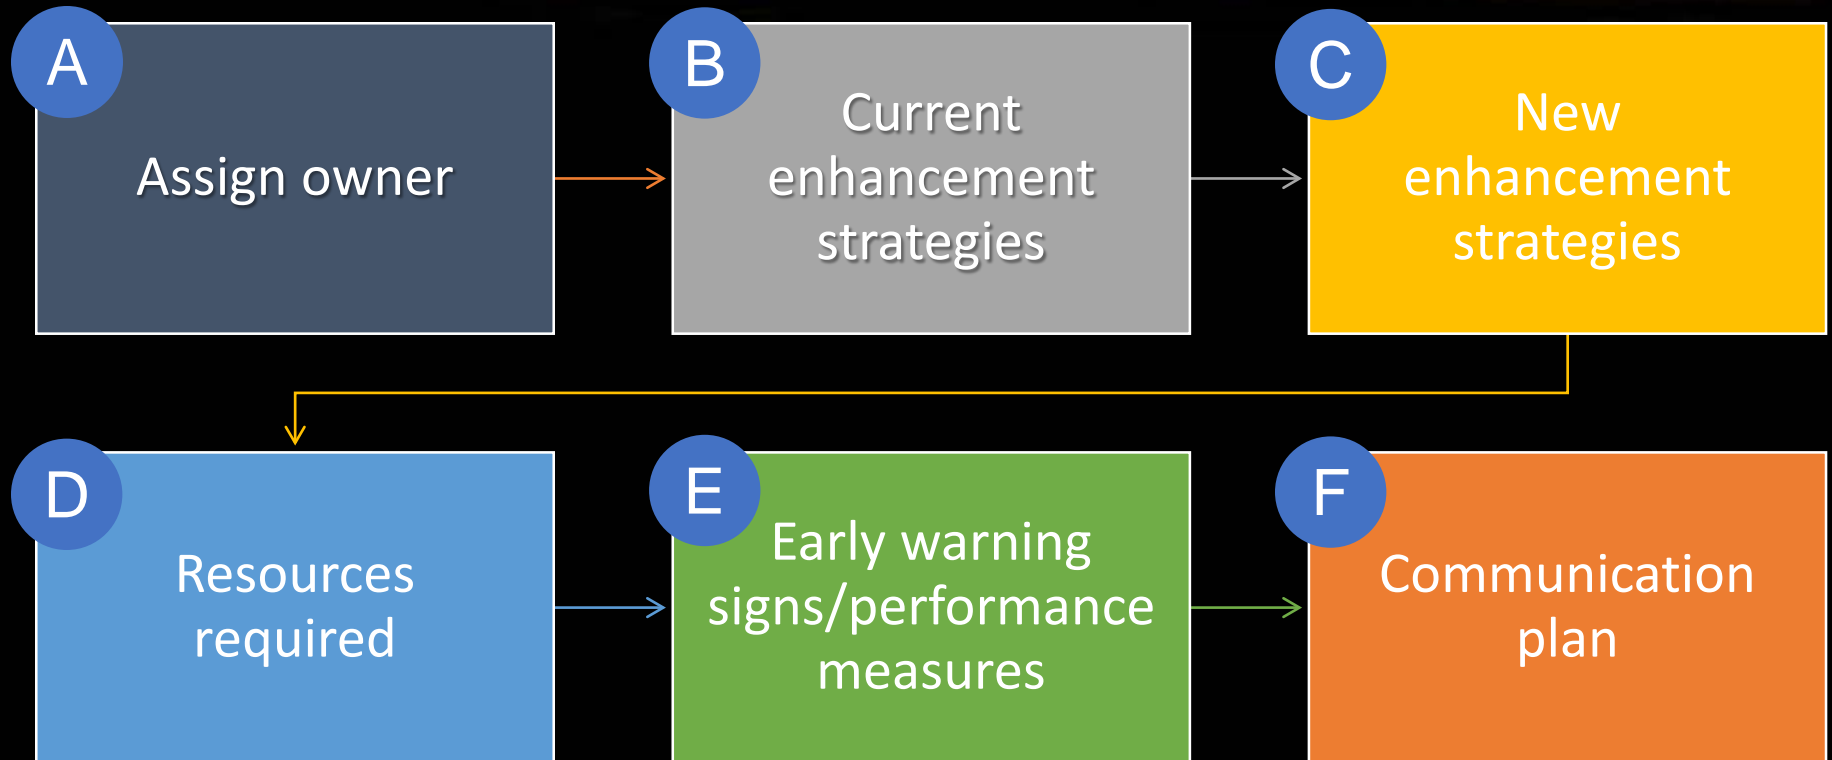 A
Assign owner
B
Current
enhancement
strategies
C
New
enhancement
strategies
D
Resources
required
E
Early warning
signs/performance
measures
F
Communication
plan